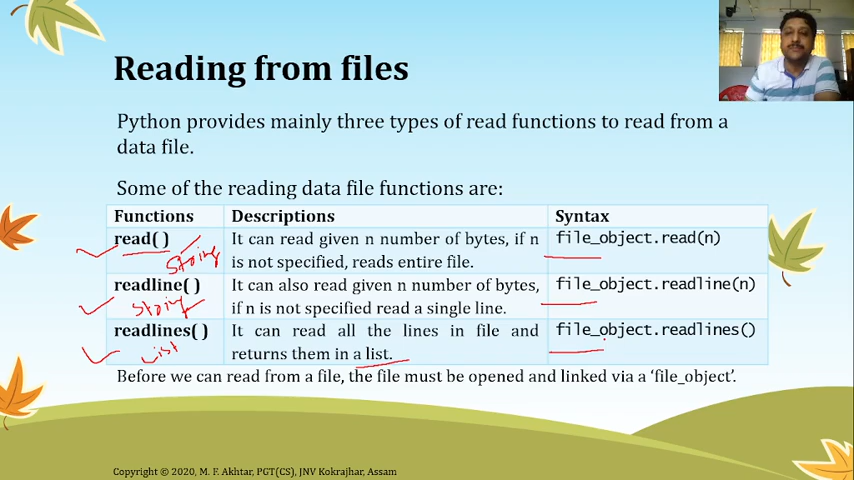 Reading from files
Python provides mainly three types of read functions to read from a
data file.
Some of the reading data file functions are:
Functions Descriptions Syntax
read( ) It can read given n number of bytes, if n file_object.read(n)
String is not specified, reads entire file.
readline( ) It can also read given n number of bytes, file_object.readline(n)
String if n is not specified read a single line.
readlines( ) It can read all the lines in file and file_object.readlines()
List returns them in a list.
Before we can read from a file, the file must be opened and linked via a ‘file_object’.
Copyright © 2020, M. F. Akhtar, PGT(CS), JNV Kokrajhar, Assam